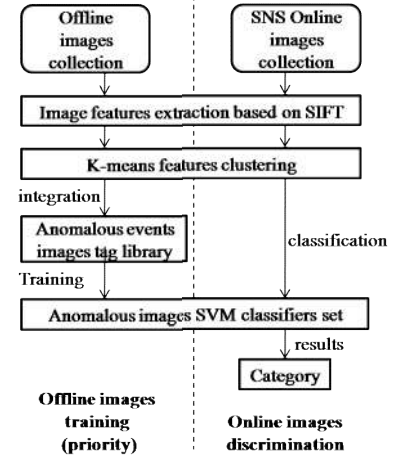 Offline
images
collection
SNS Online
images
collection
Image features extraction based on SIFT
K-means features clustering
integration
Anomalous events
images tag library
classification
Training
Anomalous images SVM classifiers set
results
Category
Offline images
training
(priority)
Online images
discrimination